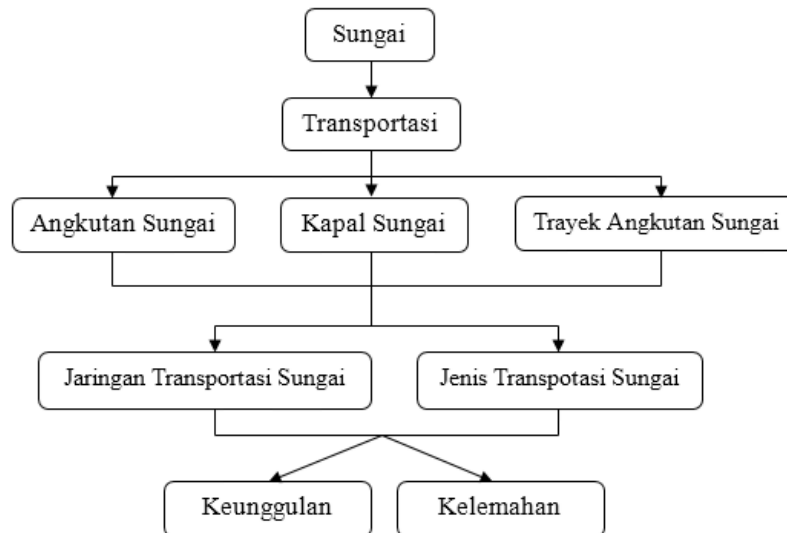 Sungai
Transportasi
Angkutan Sungai
Kapal Sungai
Trayek Angkutan Sungai
Jaringan Transportasi Sungai
Jenis Transpotasi Sungai
Keunggulan
Kelemahan